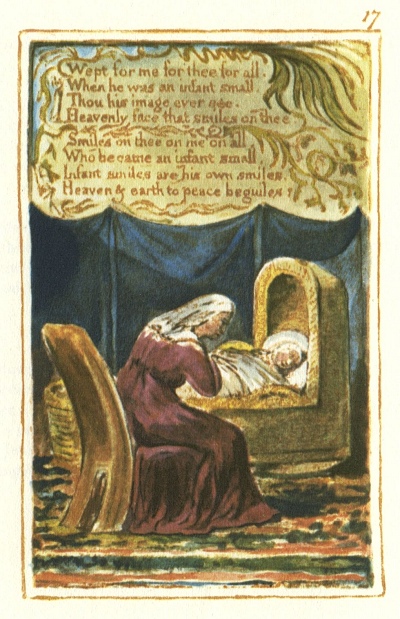 17
Wept for me for thee for all.
When he was an infant small
Thou his image ever see.
Heavenly face that smiles on thee
Smiles on thee on me on all
Who became an infant small,
Infant smiles are his own smiles.
Heaven & earth to peace beguiles.